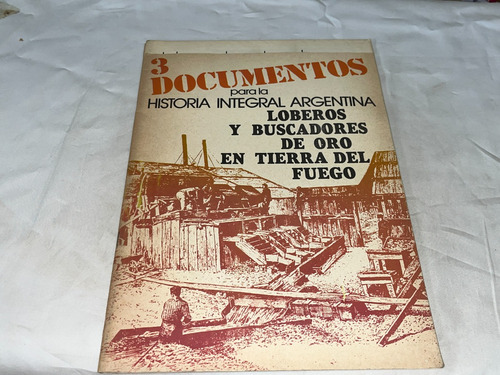 3
DOCUMENTOS
para la
HISTORIA INTEGRAL ARGENTINA
LOBEROS
Y BUSCADORES
DE ORO
EN TIERRA DEL
FUEGO